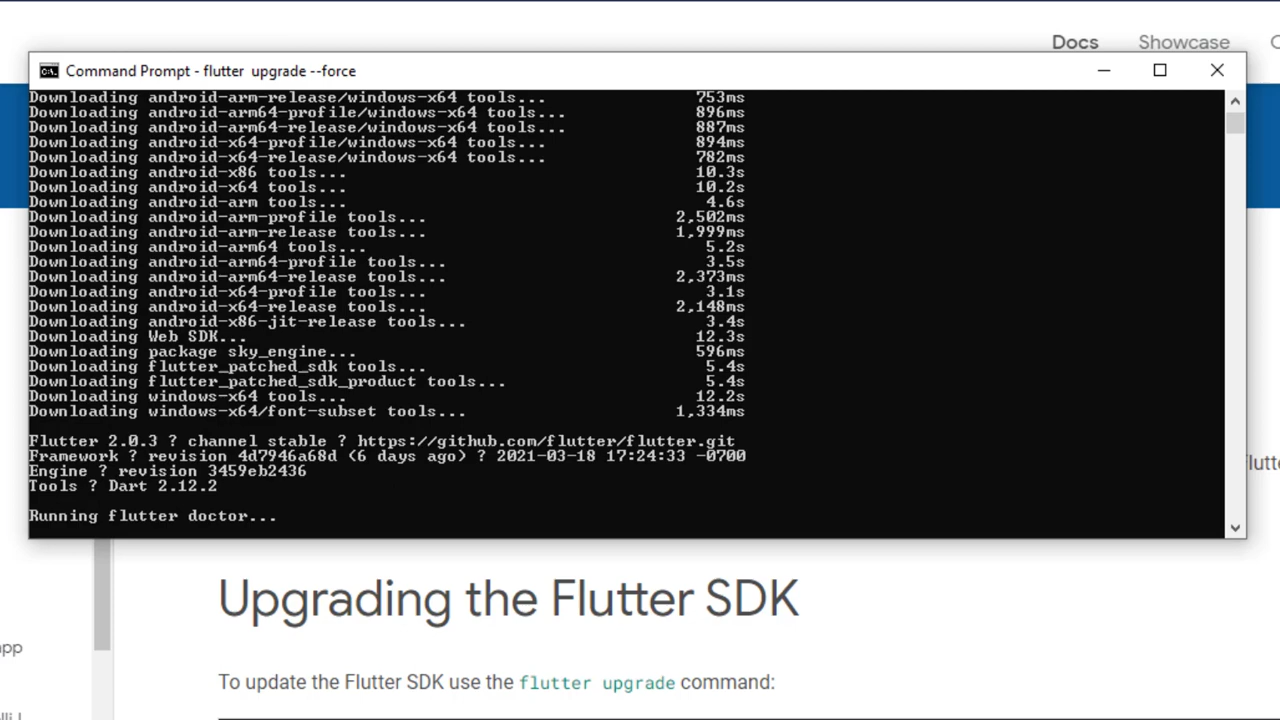 Docs Showcase
Command Prompt - flutter  upgrade --force
Downloading android-arm-release/windows-x64 tools... 753ms
Downloading android-arm64-profile/windows-x64 tools... 896ms
Downloading android-arm64-release/windows-x64 tools... 887ms
Downloading android-x64-profile/windows-x64 tools... 894ms
Downloading android-x64-release/windows-x64 tools... 782ms
Downloading android-x86 tools... 10.3s
Downloading android-x64 tools... 10.2s
Downloading android-arm tools... 4.6s
Downloading android-arm-profile tools... 2,502ms
Downloading android-arm-release tools... 1,999ms
Downloading android-arm64 tools... 5.2s
Downloading android-arm64-profile tools... 3.5s
Downloading android-arm64-release tools... 2,373ms
Downloading android-x64-profile tools... 3.1s
Downloading android-x64-release tools... 2,148ms
Downloading android-x86-jit-release tools... 3.4s
Downloading Web SDK... 12.3s
Downloading package sky_engine... 596ms
Downloading flutter_patched_sdk tools... 5.4s
Downloading flutter_patched_sdk_product tools... 5.4s
Downloading windows-x64 tools... 12.2s
Downloading windows-x64/font-subset tools... 1,334ms
Flutter 2.0.3 ? channel stable ? https://github.com/flutter/flutter.git
Framework ? revision 4d7946a68d (6 days ago) ? 2021-03-18 17:24:33 -0700
Engine ? revision 3459eb2436
Tools ? Dart 2.12.2
Running flutter doctor...
Upgrading the Flutter SDK
app
To update the Flutter SDK use the flutter upgrade command: